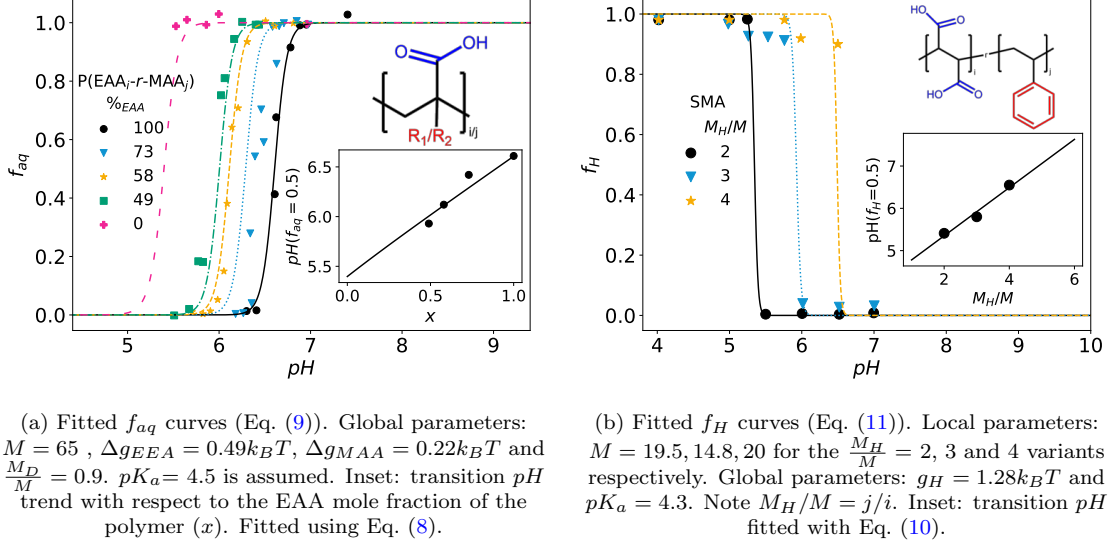 P(EAA_i-r-MAA_j)
%_EAA
100
73
58
49
0
f_aq
1.0
0.8
0.6
0.4
0.2
0.0
5
6
7
8
9
pH
O
OH
R₁/R₂
i/j
pH(f_aq = 0.5)
6.5
6.0
5.5
0.0
0.5
1.0
x
f_H
1.0
0.8
0.6
0.4
0.2
0.0
4
5
6
7
8
9
10
pH
SMA
M_H/M
2
3
4
HO
O
HO
O
i
r
j
pH(f_H=0.5)
7
6
5
2
4
6
M_H/M
(a) Fitted f_aq curves (Eq. (9)). Global parameters:
M = 65 , Δg_EEA = 0.49k_BT, Δg_MAA = 0.22k_BT and
M_D/M = 0.9. pK_a= 4.5 is assumed. Inset: transition pH
trend with respect to the EAA mole fraction of the
polymer (x). Fitted using Eq. (8).
(b) Fitted f_H curves (Eq. (11)). Local parameters:
M = 19.5, 14.8, 20 for the M_H/M = 2, 3 and 4 variants
respectively. Global parameters: g_H = 1.28k_BT and
pK_a = 4.3. Note M_H/M = j/i. Inset: transition pH
fitted with Eq. (10).